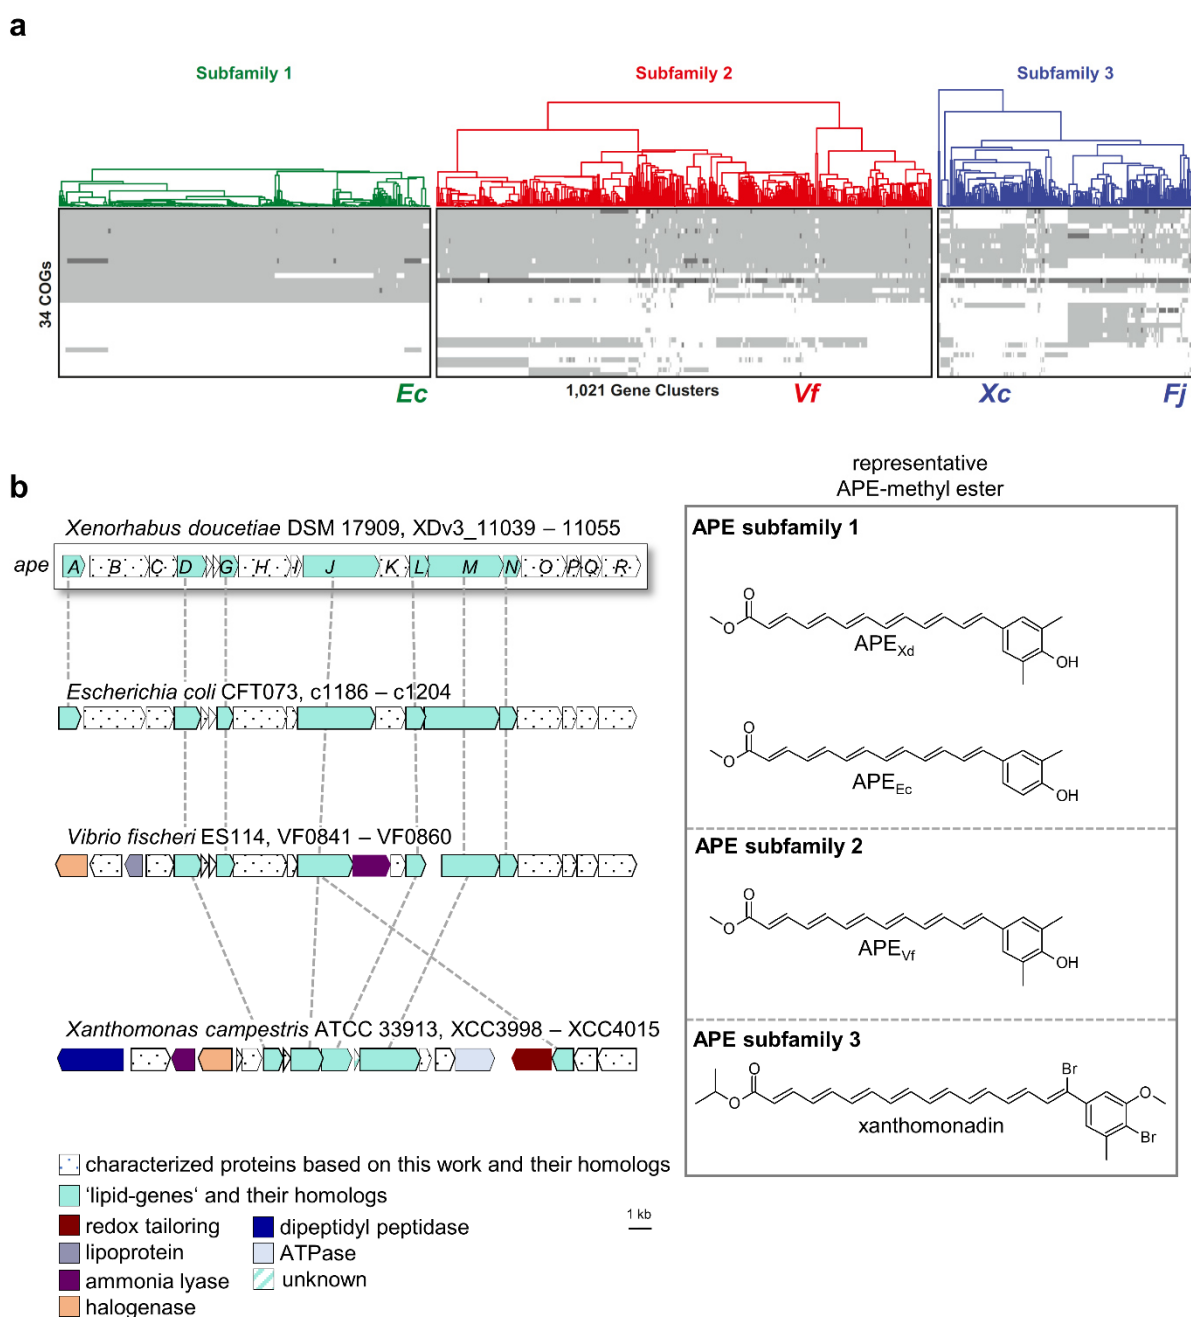 a
Subfamily 1
Subfamily 2
Subfamily 3
34 COGs
Ec
1,021 Gene Clusters
Vf
Xc
Fj
representative
APE-methyl ester
b
Xenorhabus doucetiae DSM 17909, XDv3_11039 – 11055
ape
A B C D G H I J K L M N O P Q R
Escherichia coli CFT073, c1186 – c1204
Vibrio fischeri ES114, VF0841 – VF0860
Xanthomonas campestris ATCC 33913, XCC3998 – XCC4015
APE subfamily 1
O
O
APEXd
OH
O
O
APEEc
OH
APE subfamily 2
O
O
APEVf
OH
APE subfamily 3
O
O
Br
O
Br
xanthomonadin
characterized proteins based on this work and their homologs
‘lipid-genes‘ and their homologs
redox tailoring
dipeptidyl peptidase
lipoprotein
ATPase
ammonia lyase
unknown
halogenase
1 kb